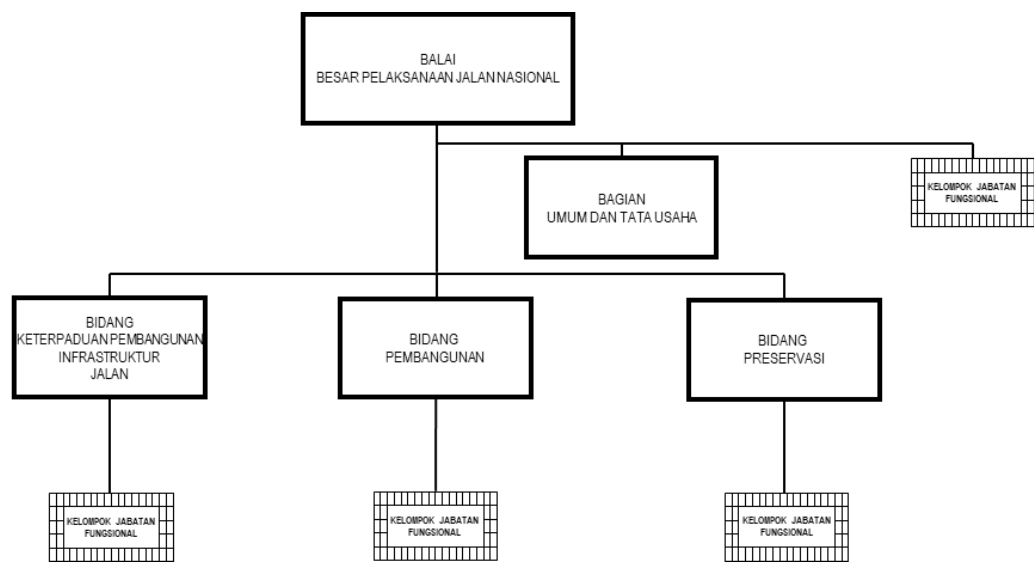 BALAI
BESAR PELAKSANAAN JALAN NASIONAL
BAGIAN
UMUM DAN TATA USAHA
KELOMPOK JABATAN
FUNGSIONAL
BIDANG
KETERPADUAN PEMBANGUNAN
INFRASTRUKTUR
JALAN
BIDANG
PEMBANGUNAN
BIDANG
PRESERVASI
KELOMPOK JABATAN
FUNGSIONAL
KELOMPOK JABATAN
FUNGSIONAL
KELOMPOK JABATAN
FUNGSIONAL